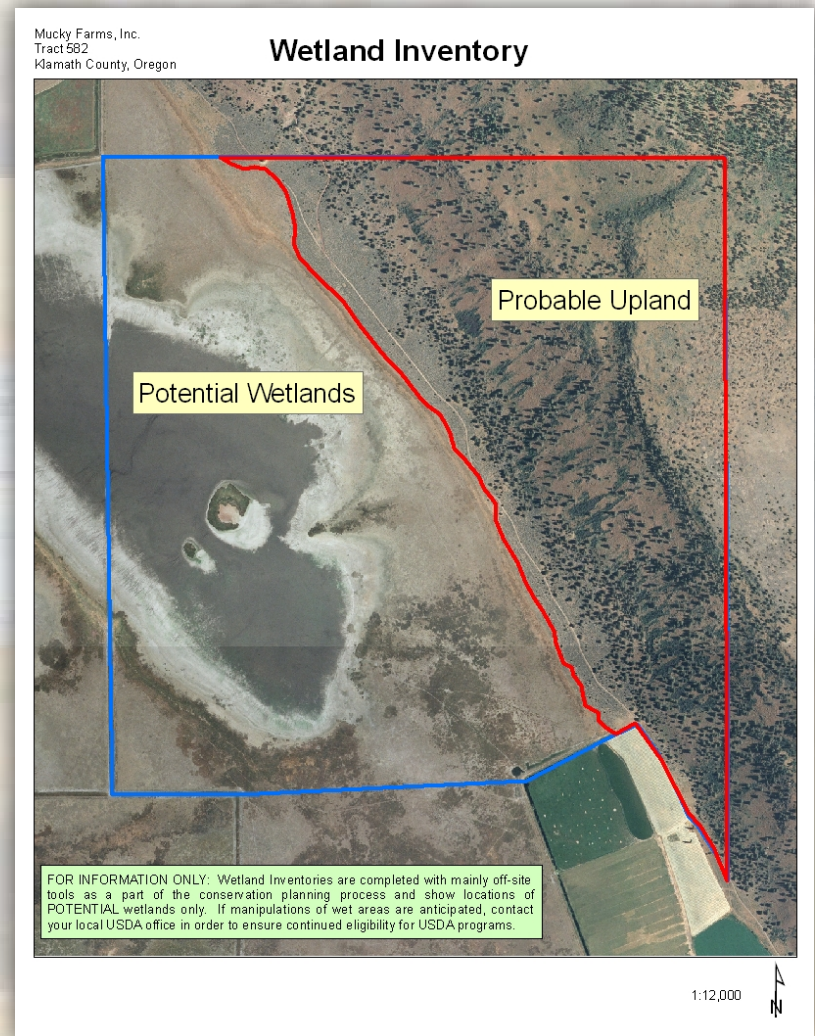 Mucky Farms, Inc.
Tract 582
Klamath County, Oregon
Wetland Inventory
Probable Upland
Potential Wetlands
FOR INFORMATION ONLY: Wetland Inventories are completed with mainly off-site
tools as a part of the conservation planning process and show locations of
POTENTIAL wetlands only. If manipulations of wet areas are anticipated, contact
your local USDA office in order to ensure continued eligibility for USDA programs.
1:12,000
N